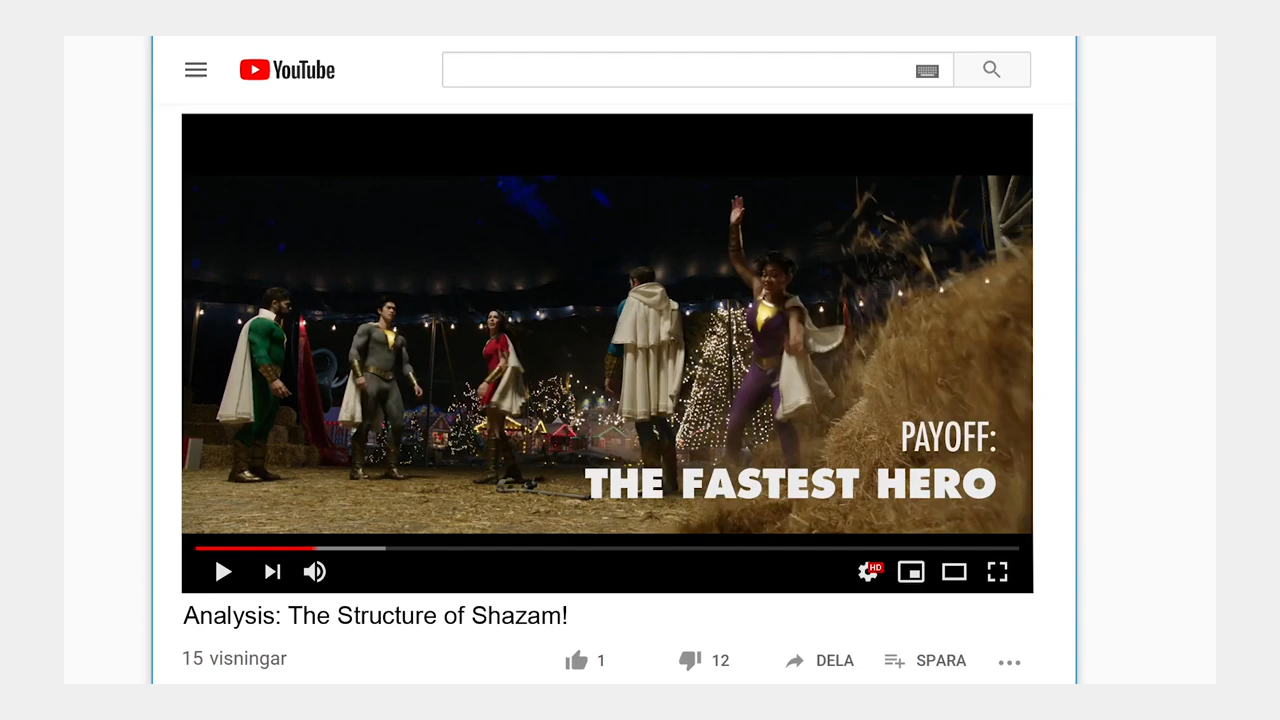 YouTube
PAYOFF:
THE FASTEST HERO
HD
Analysis: The Structure of Shazam!
15 visningar
1
12
DELA
SPARA